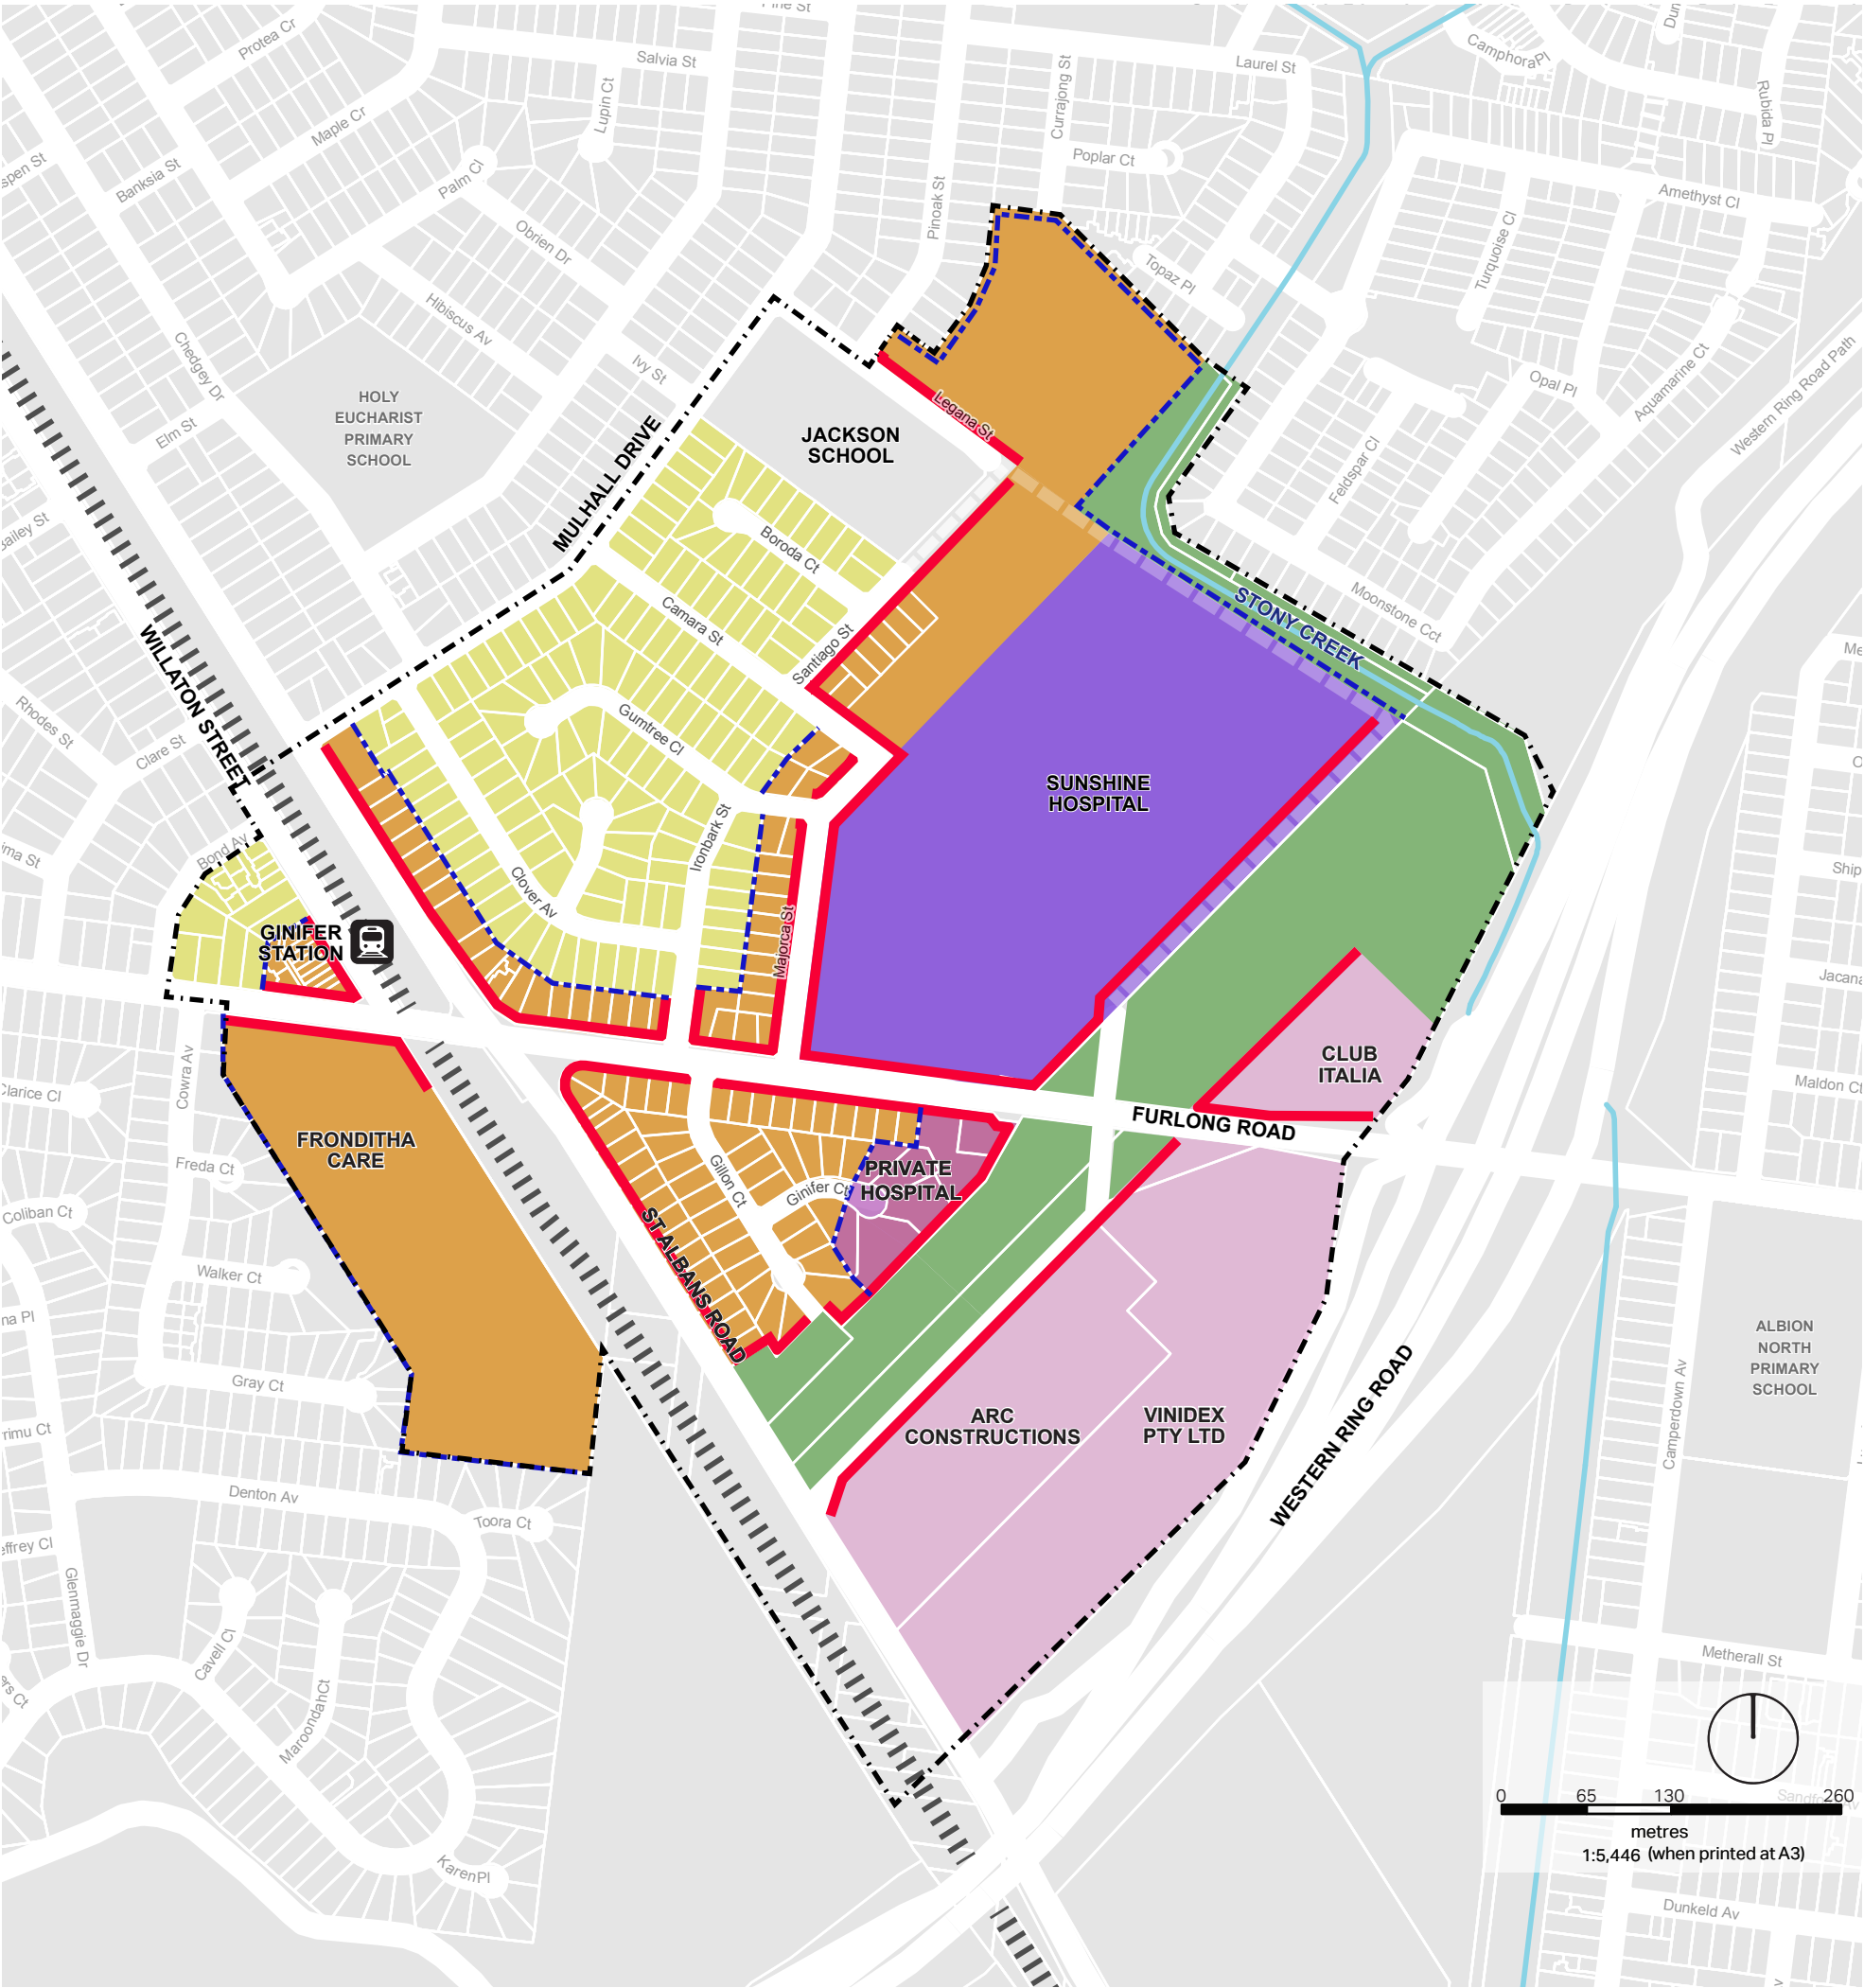 Pine St
Protea Cr
Salvia St
Lupin Ct
Maple Cr
Banksia St
Palm Cl
Obrien Dr
Hibiscus Av
Ivy St
Chedgey Dr
Elm St
Currajong St
Poplar Ct
Laurel St
Pinoak St
Topaz Pl
Camphora Pl
Rubida Pl
Amethyst Cl
Turquoise Cl
Opal Pl
Aquamarine Ct
Western Ring Road Path
Feldspar Cl
Moonstone Cct
HOLY
EUCHARIST
PRIMARY
SCHOOL
MULHALL DRIVE
JACKSON
SCHOOL
Legana St
Boroda Ct
Camara St
Santiago St
Gumtree Cl
Ironbark St
Clover Av
Majorca St
STONY CREEK
SUNSHINE
HOSPITAL
WILLATON STREET
Rhodes St
Clare St
Bond Av
GINIFER
STATION
Cowra Av
Clarice Cl
Freda Ct
Coliban Ct
Walker Ct
Gray Ct
FRONDITHA
CARE
CLUB
ITALIA
FURLONG ROAD
PRIVATE
HOSPITAL
Gillon Ct
Ginifer Ct
ST ALBANS ROAD
ARC
CONSTRUCTIONS
VINIDEX
PTY LTD
WESTERN RING ROAD
Jacana
Maldon Ct
ALBION
NORTH
PRIMARY
SCHOOL
Camperdown Av
Denton Av
Toora Ct
Glenmaggie Dr
Cavell Cl
Maroondah Ct
Karen Pl
Metherall St
Dunkeld Av
0 65 130 260
metres
1:5,446 (when printed at A3)